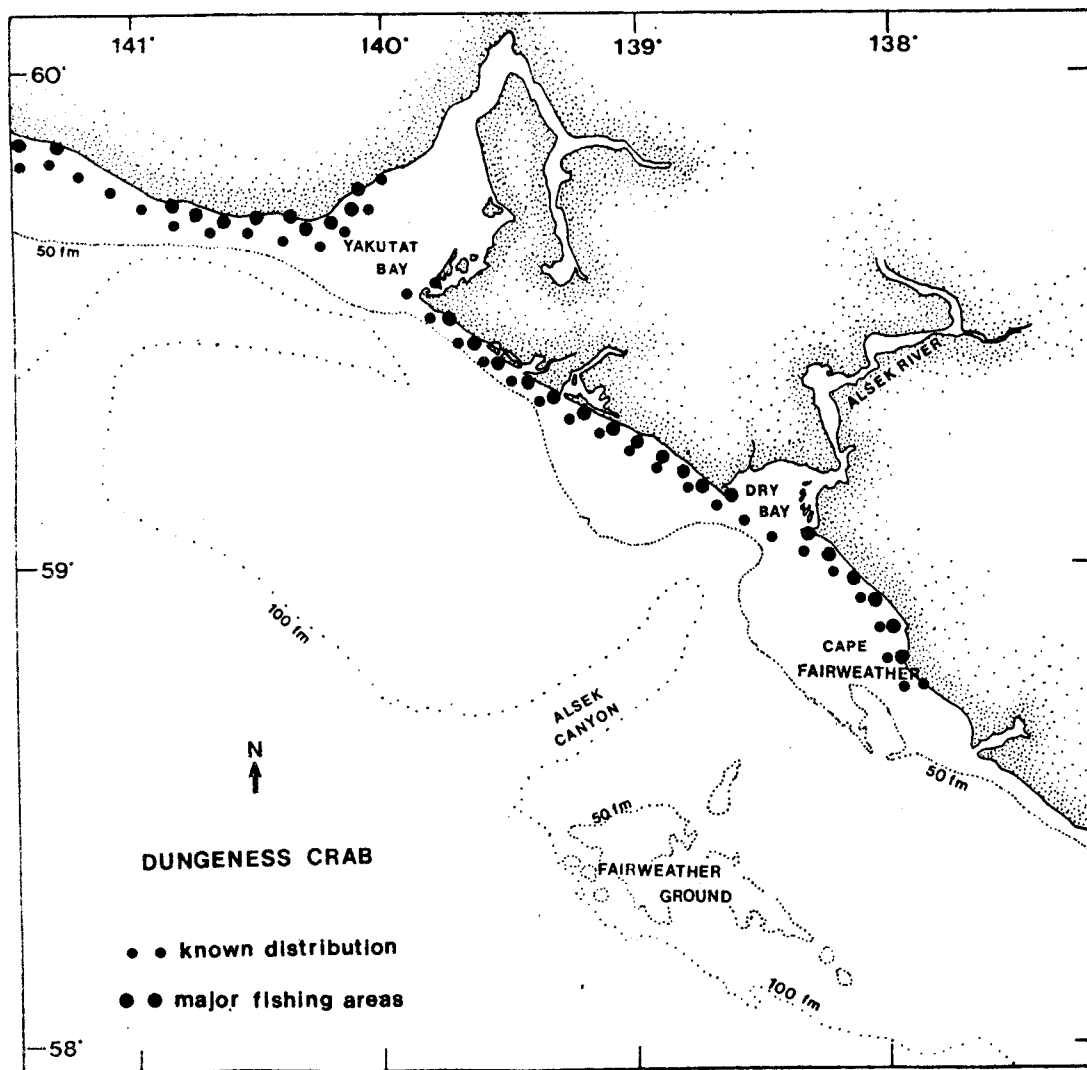 141°
140°
139°
138°
60°
50 fm
YAKUTAT
BAY
ALSEK RIVER
DRY
BAY
59°
100 fm
CAPE
FAIRWEATHER
ALSEK
CANYON
N
50 fm
50 fm
DUNGENESS CRAB
FAIRWEATHER
GROUND
known distribution
major fishing areas
100 fm
58°